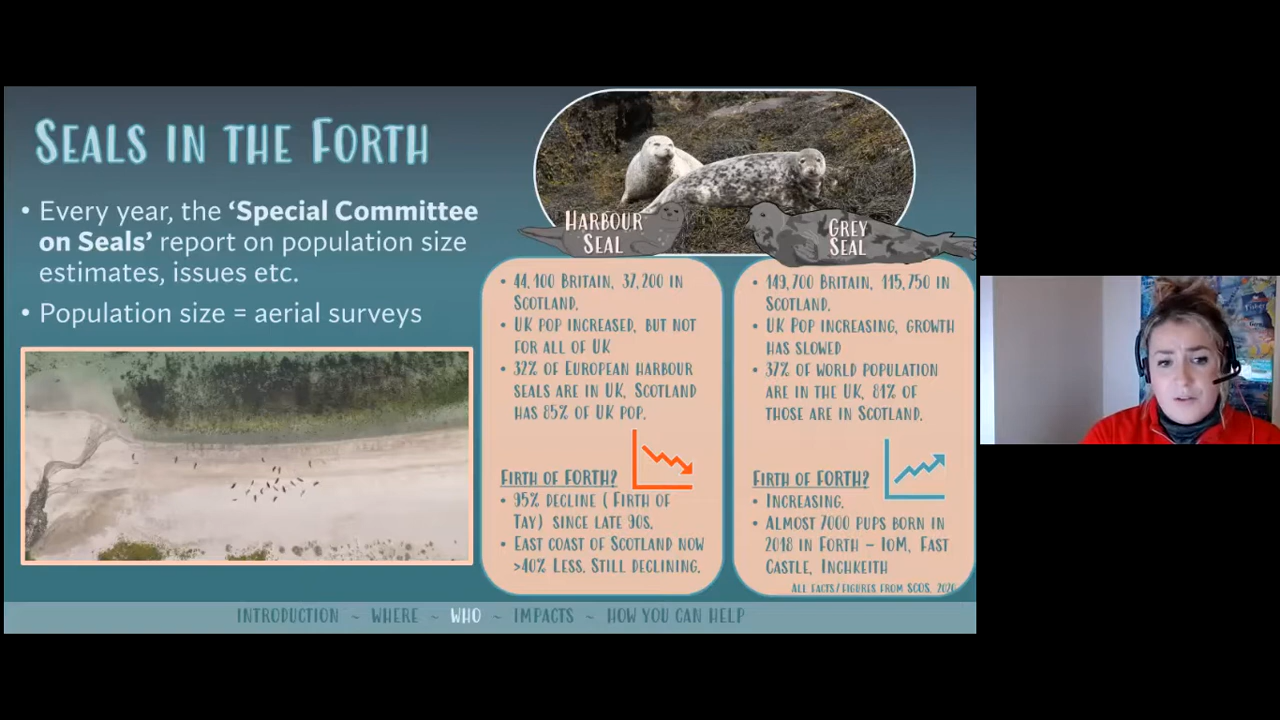 SEALS IN THE FORTH
• Every year, the ‘Special Committee
on Seals’ report on population size
estimates, issues etc.
• Population size = aerial surveys
HARBOUR
SEAL
• 44,100 BRITAIN, 37,200 IN
SCOTLAND.
• UK POP INCREASED, BUT NOT
FOR ALL OF UK
• 32% OF EUROPEAN HARBOUR
SEALS ARE IN UK, SCOTLAND
HAS 85% OF UK POP.
FIRTH OF FORTH?
• 95% DECLINE ( FIRTH OF
TAY) SINCE LATE 90S.
• EAST COAST OF SCOTLAND NOW
>40% LESS. STILL DECLINING.
GREY
SEAL
• 149,700 BRITAIN, 115,750 IN
SCOTLAND.
• UK POP INCREASING, GROWTH
HAS SLOWED
• 37% OF WORLD POPULATION
ARE IN THE UK, 81% OF
THOSE ARE IN SCOTLAND.
FIRTH OF FORTH?
• INCREASING.
• ALMOST 7000 PUPS BORN IN
2018 IN FORTH – IOM, FAST
CASTLE, INCHKEITH
ALL FACTS/FIGURES FROM SCOS,
INTRODUCTION ~ WHERE ~ WHO ~ IMPACTS ~ HOW YOU CAN HELP